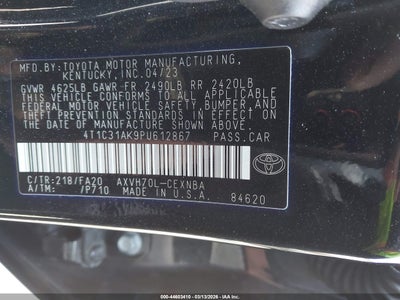 MFD. BY:TOYOTA MOTOR MANUFACTURING,
KENTUCKY, INC. 04/23
GVWR 4625LB GAWR FR 2490LB RR 2420LB
THIS VEHICLE CONFORMS TO ALL APPLICABLE
FEDERAL MOTOR VEHICLE SAFETY, BUMPER, AND
THEFT PREVENTION STANDARDS IN EFFECT ON
THE DATE OF MANUFACTURE SHOWN ABOVE.
4T1C31AK9PU612867 PASS.CAR
C/TR:218/FA20 AXVH70L-CEXNBA
A/TM: /P710 MADE IN U.S.A. 84620
TOYOTA
000-44603410 - 03/13/2026 - COPART